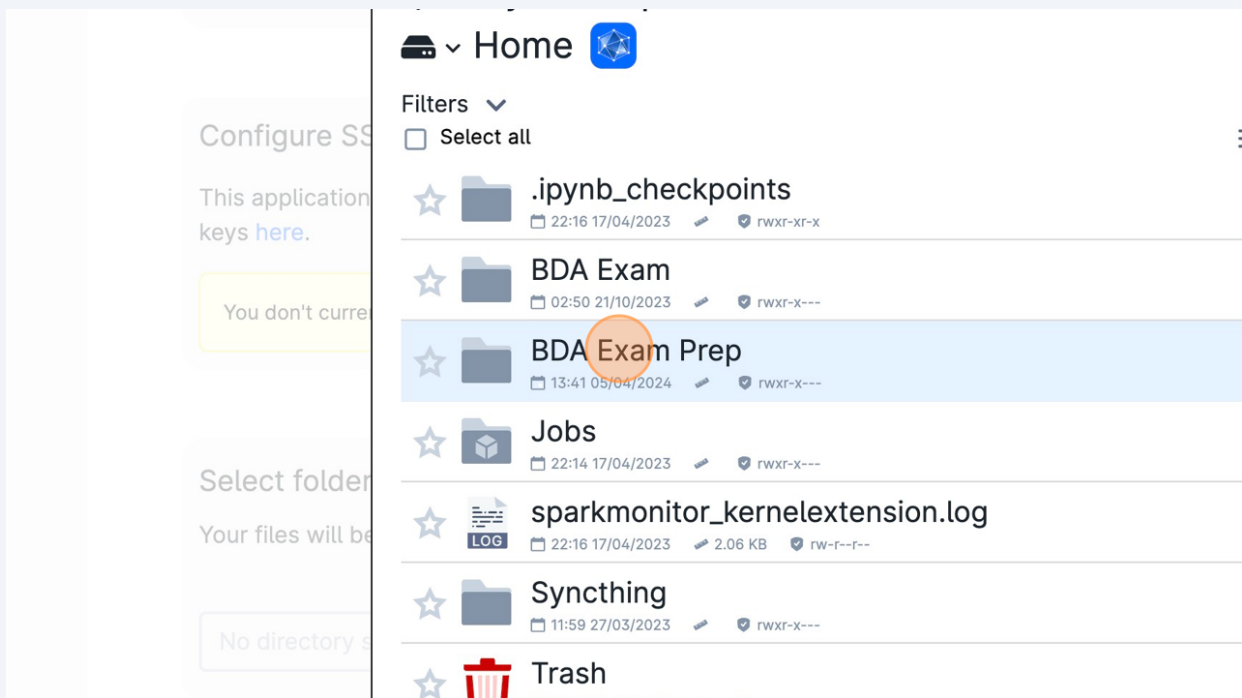 Home
Filters
Select all
.ipynb_checkpoints
22:16 17/04/2023 rwxr-xr-x
BDA Exam
02:50 21/10/2023 rwxr-x---
BDA Exam Prep
13:41 05/04/2024 rwxr-x---
Jobs
22:14 17/04/2023 rwxr-x---
sparkmonitor_kernelextension.log
LOG
22:16 17/04/2023 2.06 KB rw-r--r--
Syncthing
11:59 27/03/2023 rwxr-x---
Trash
Configure SS
This application
keys here.
You don't curre
Select folder
Your files will be
No directory s